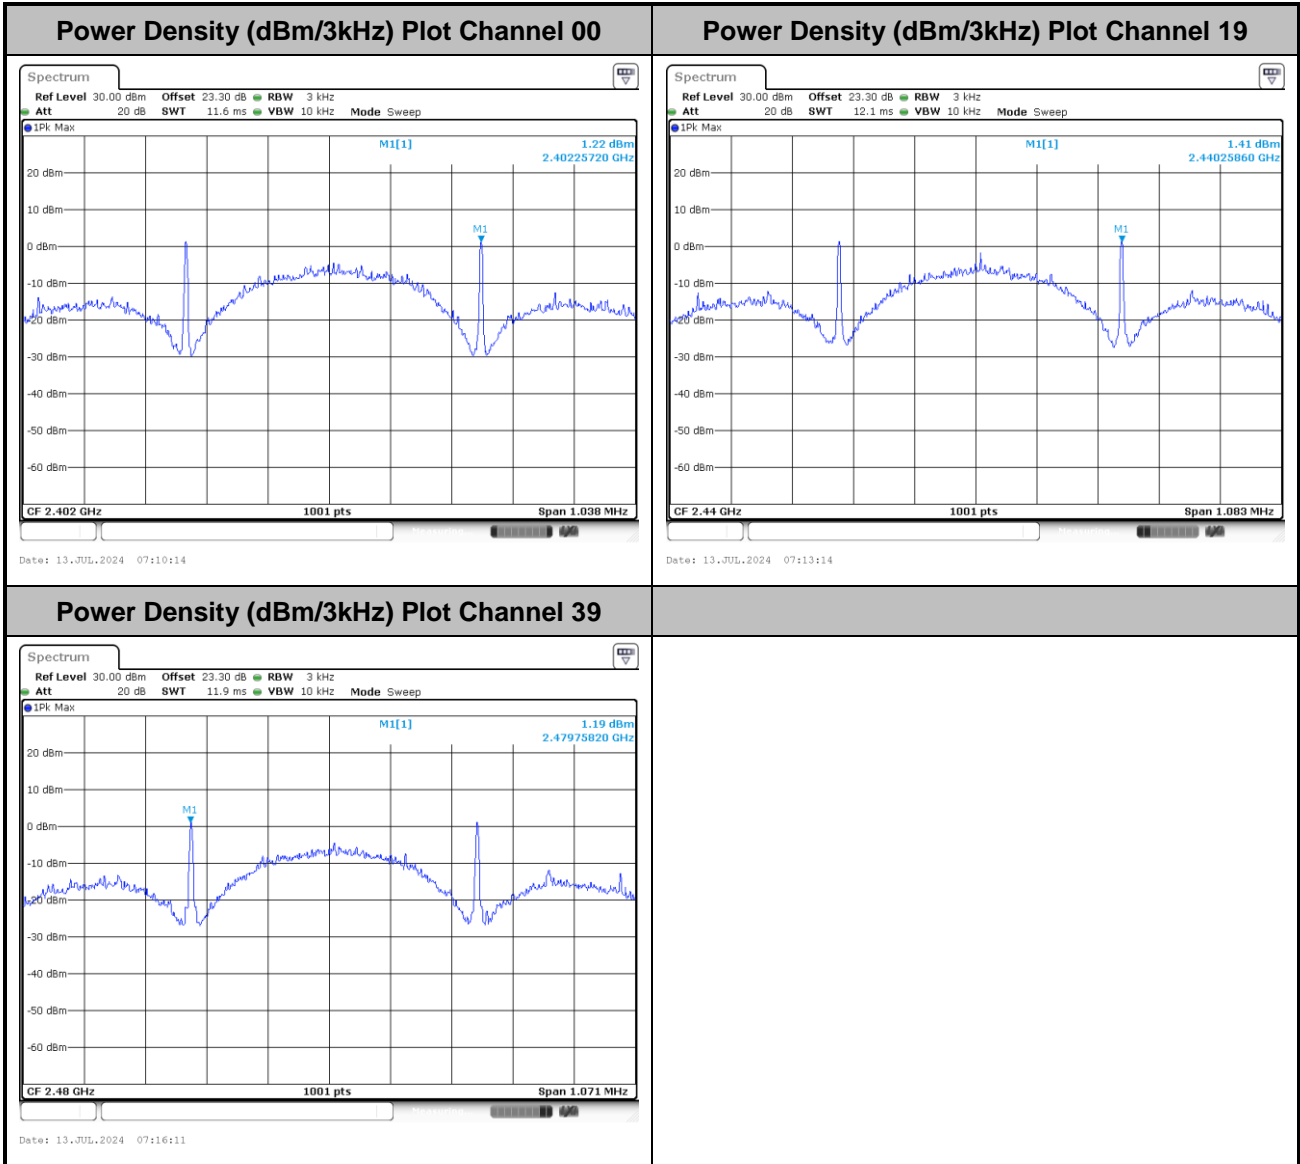 Power Density (dBm/3kHz) Plot Channel 00
Power Density (dBm/3kHz) Plot Channel 19
Spectrum
Ref Level 30.00 dBm Offset 23.30 dB RBW 3 kHz
Att 20 dB SWT 11.6 ms VBW 10 kHz Mode Sweep
1Pk Max
M1[1] 1.22 dBm
2.40225720 GHz
20 dBm
10 dBm
M1
0 dBm
-10 dBm
-20 dBm
-30 dBm
-40 dBm
-50 dBm
-60 dBm
CF 2.402 GHz 1001 pts Span 1.038 MHz
Date: 13.JUL.2024 07:10:14
Spectrum
Ref Level 30.00 dBm Offset 23.30 dB RBW 3 kHz
Att 20 dB SWT 12.1 ms VBW 10 kHz Mode Sweep
1Pk Max
M1[1] 1.41 dBm
2.44025860 GHz
20 dBm
10 dBm
M1
0 dBm
-10 dBm
-20 dBm
-30 dBm
-40 dBm
-50 dBm
-60 dBm
CF 2.44 GHz 1001 pts Span 1.083 MHz
Date: 13.JUL.2024 07:13:14
Power Density (dBm/3kHz) Plot Channel 39
Spectrum
Ref Level 30.00 dBm Offset 23.30 dB RBW 3 kHz
Att 20 dB SWT 11.9 ms VBW 10 kHz Mode Sweep
1Pk Max
M1[1] 1.19 dBm
2.47975820 GHz
20 dBm
10 dBm
M1
0 dBm
-10 dBm
-20 dBm
-30 dBm
-40 dBm
-50 dBm
-60 dBm
CF 2.48 GHz 1001 pts Span 1.071 MHz
Date: 13.JUL.2024 07:16:11